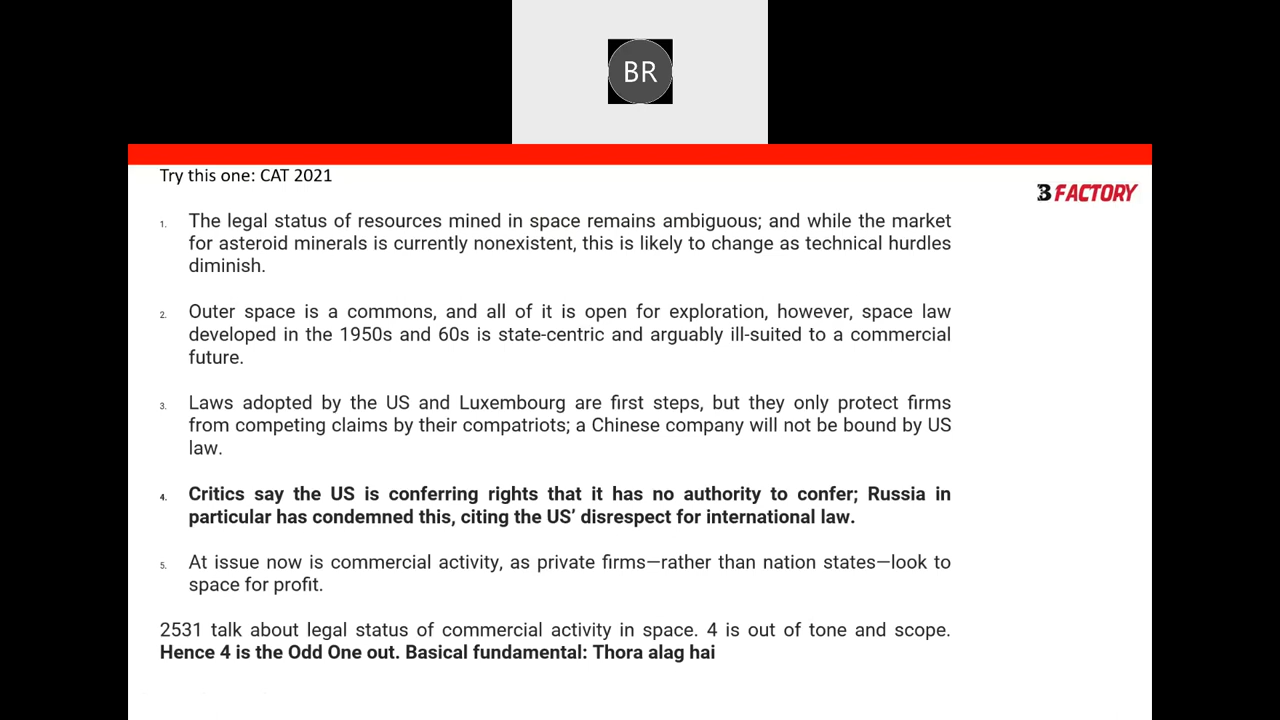 BR
Try this one: CAT 2021
3 FACTORY
1. The legal status of resources mined in space remains ambiguous; and while the market
for asteroid minerals is currently nonexistent, this is likely to change as technical hurdles
diminish.
2. Outer space is a commons, and all of it is open for exploration, however, space law
developed in the 1950s and 60s is state-centric and arguably ill-suited to a commercial
future.
3. Laws adopted by the US and Luxembourg are first steps, but they only protect firms
from competing claims by their compatriots; a Chinese company will not be bound by US
law.
4. Critics say the US is conferring rights that it has no authority to confer; Russia in
particular has condemned this, citing the US’ disrespect for international law.
5. At issue now is commercial activity, as private firms—rather than nation states—look to
space for profit.
2531 talk about legal status of commercial activity in space. 4 is out of tone and scope.
Hence 4 is the Odd One out. Basical fundamental: Thora alag hai